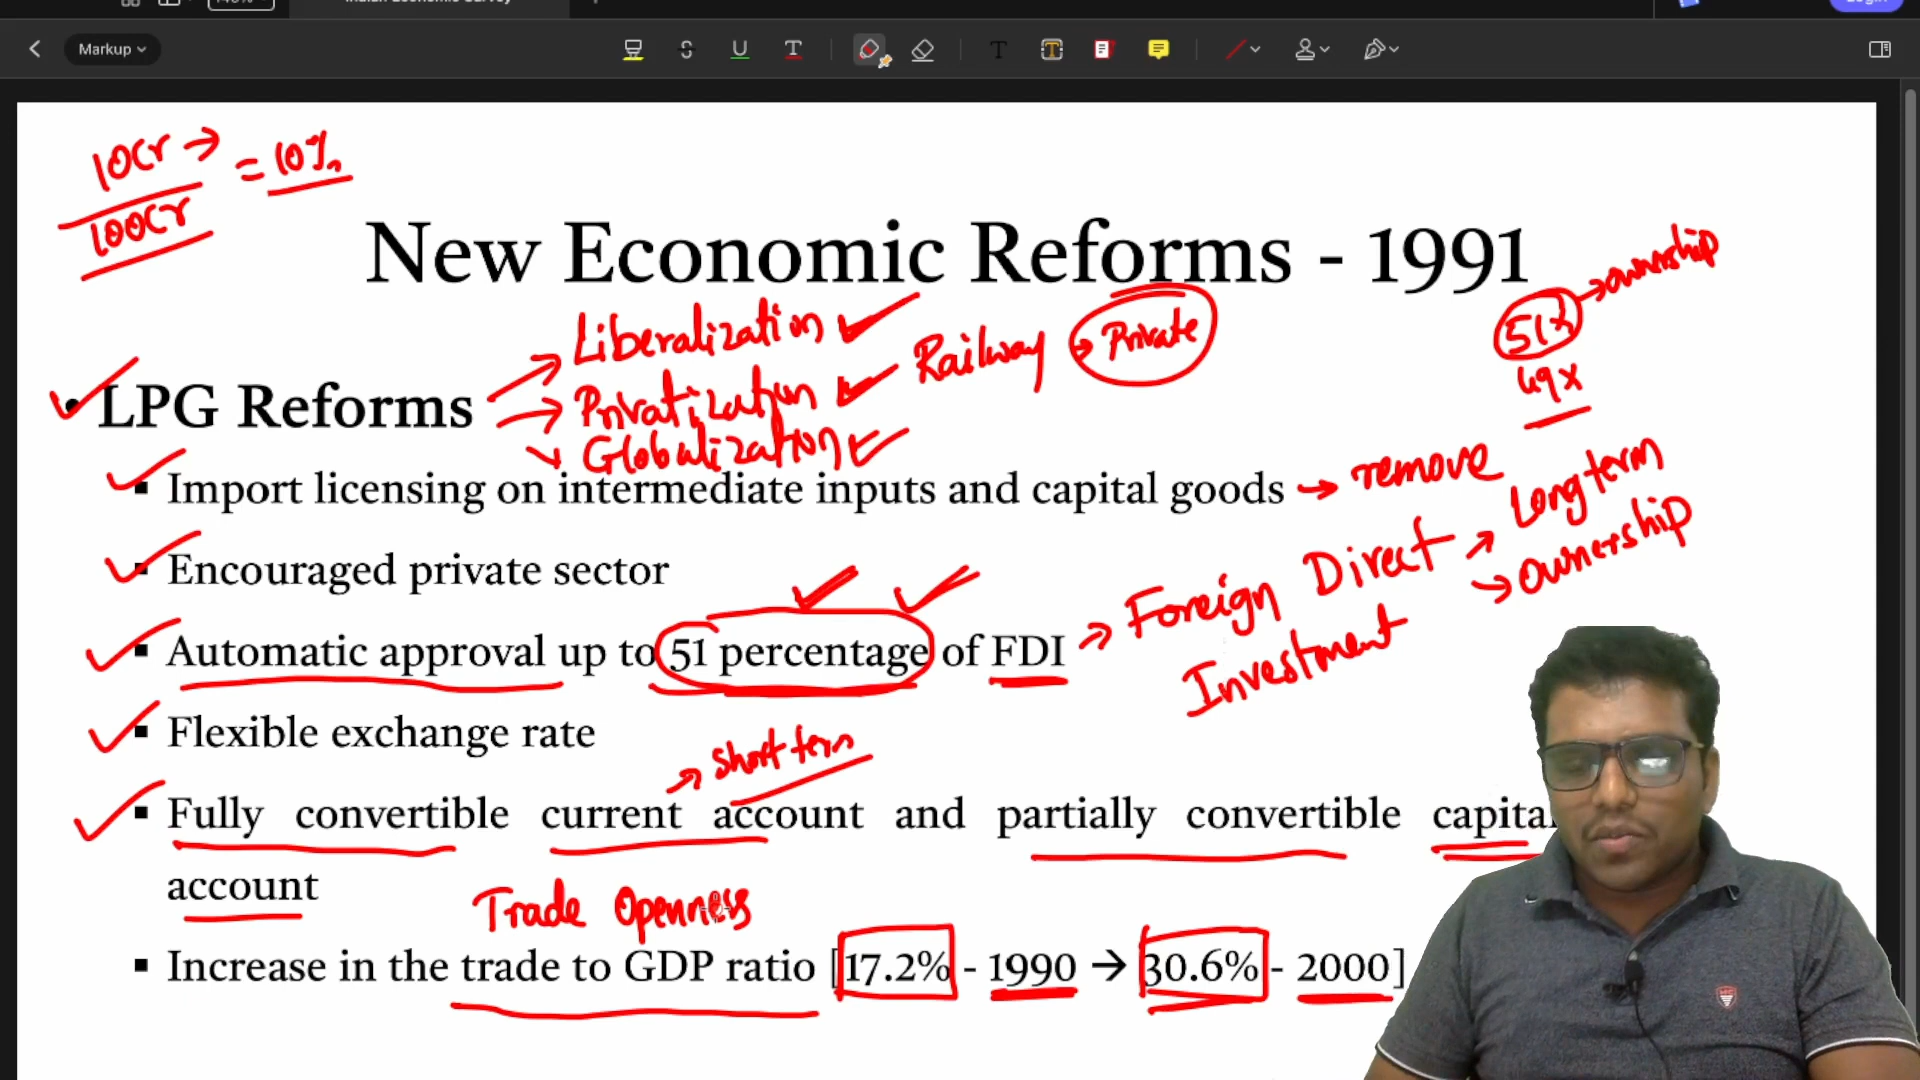 Markup
10Cr →
100Cr
= 10%
New Economic Reforms - 1991
→ ownership
51%
49%
Liberalization
Railway → Private
• LPG Reforms
Privatization
Globalization
▪ Import licensing on intermediate inputs and capital goods → remove
Long term
▪ Encouraged private sector
ownership
▪ Automatic approval up to 51 percentage of FDI → Foreign Direct
Investment
▪ Flexible exchange rate
→ Short term
▪ Fully convertible current account and partially convertible capital
account
Trade Openness
▪ Increase in the trade to GDP ratio [17.2% - 1990 → 30.6% - 2000]